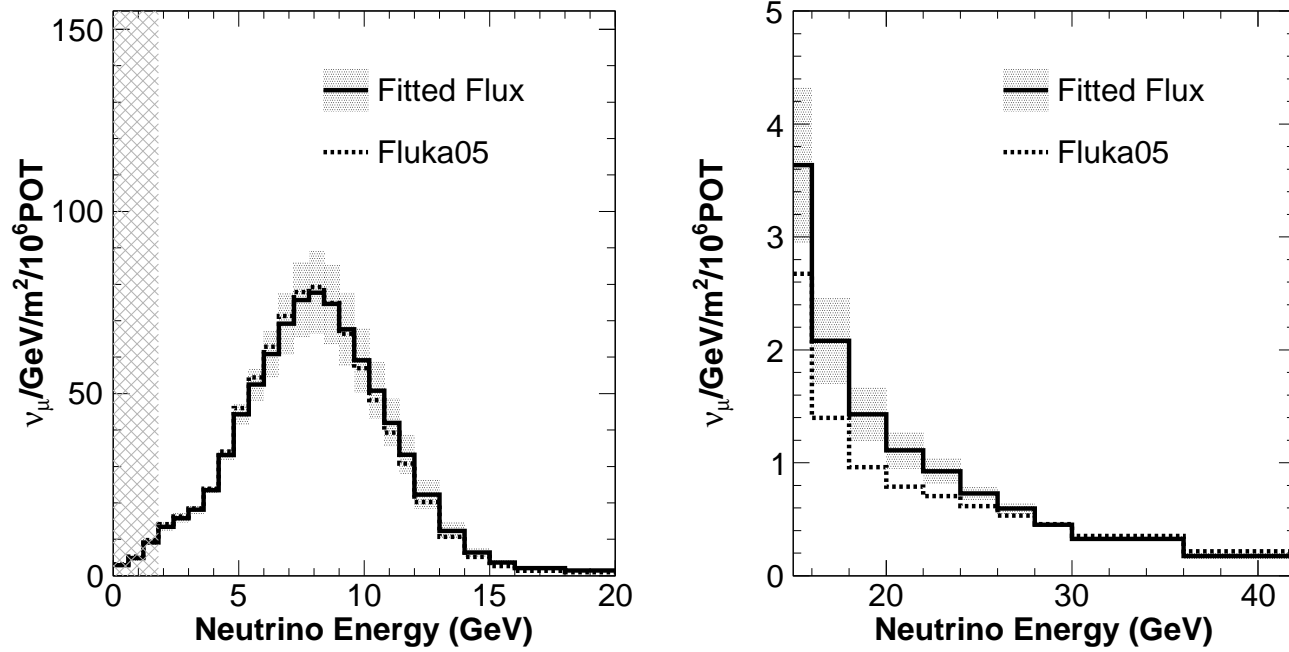 150
100
50
0
ν_μ/GeV/m²/10⁶POT
Fitted Flux
Fluka05
0 5 10 15 20
Neutrino Energy (GeV)
5
4
3
2
1
0
ν_μ/GeV/m²/10⁶POT
Fitted Flux
Fluka05
20 30 40
Neutrino Energy (GeV)